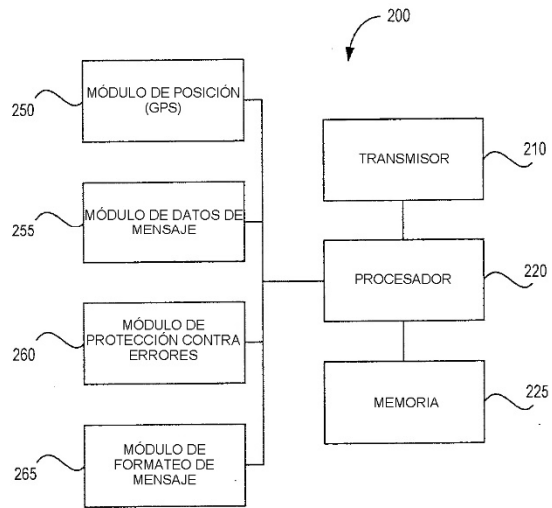 200
MÓDULO DE POSICIÓN
(GPS)
250
TRANSMISOR
210
MÓDULO DE DATOS DE
MENSAJE
255
PROCESADOR
220
MÓDULO DE
PROTECCIÓN CONTRA
ERRORES
260
MEMORIA
225
MÓDULO DE
FORMATEO DE
MENSAJE
265